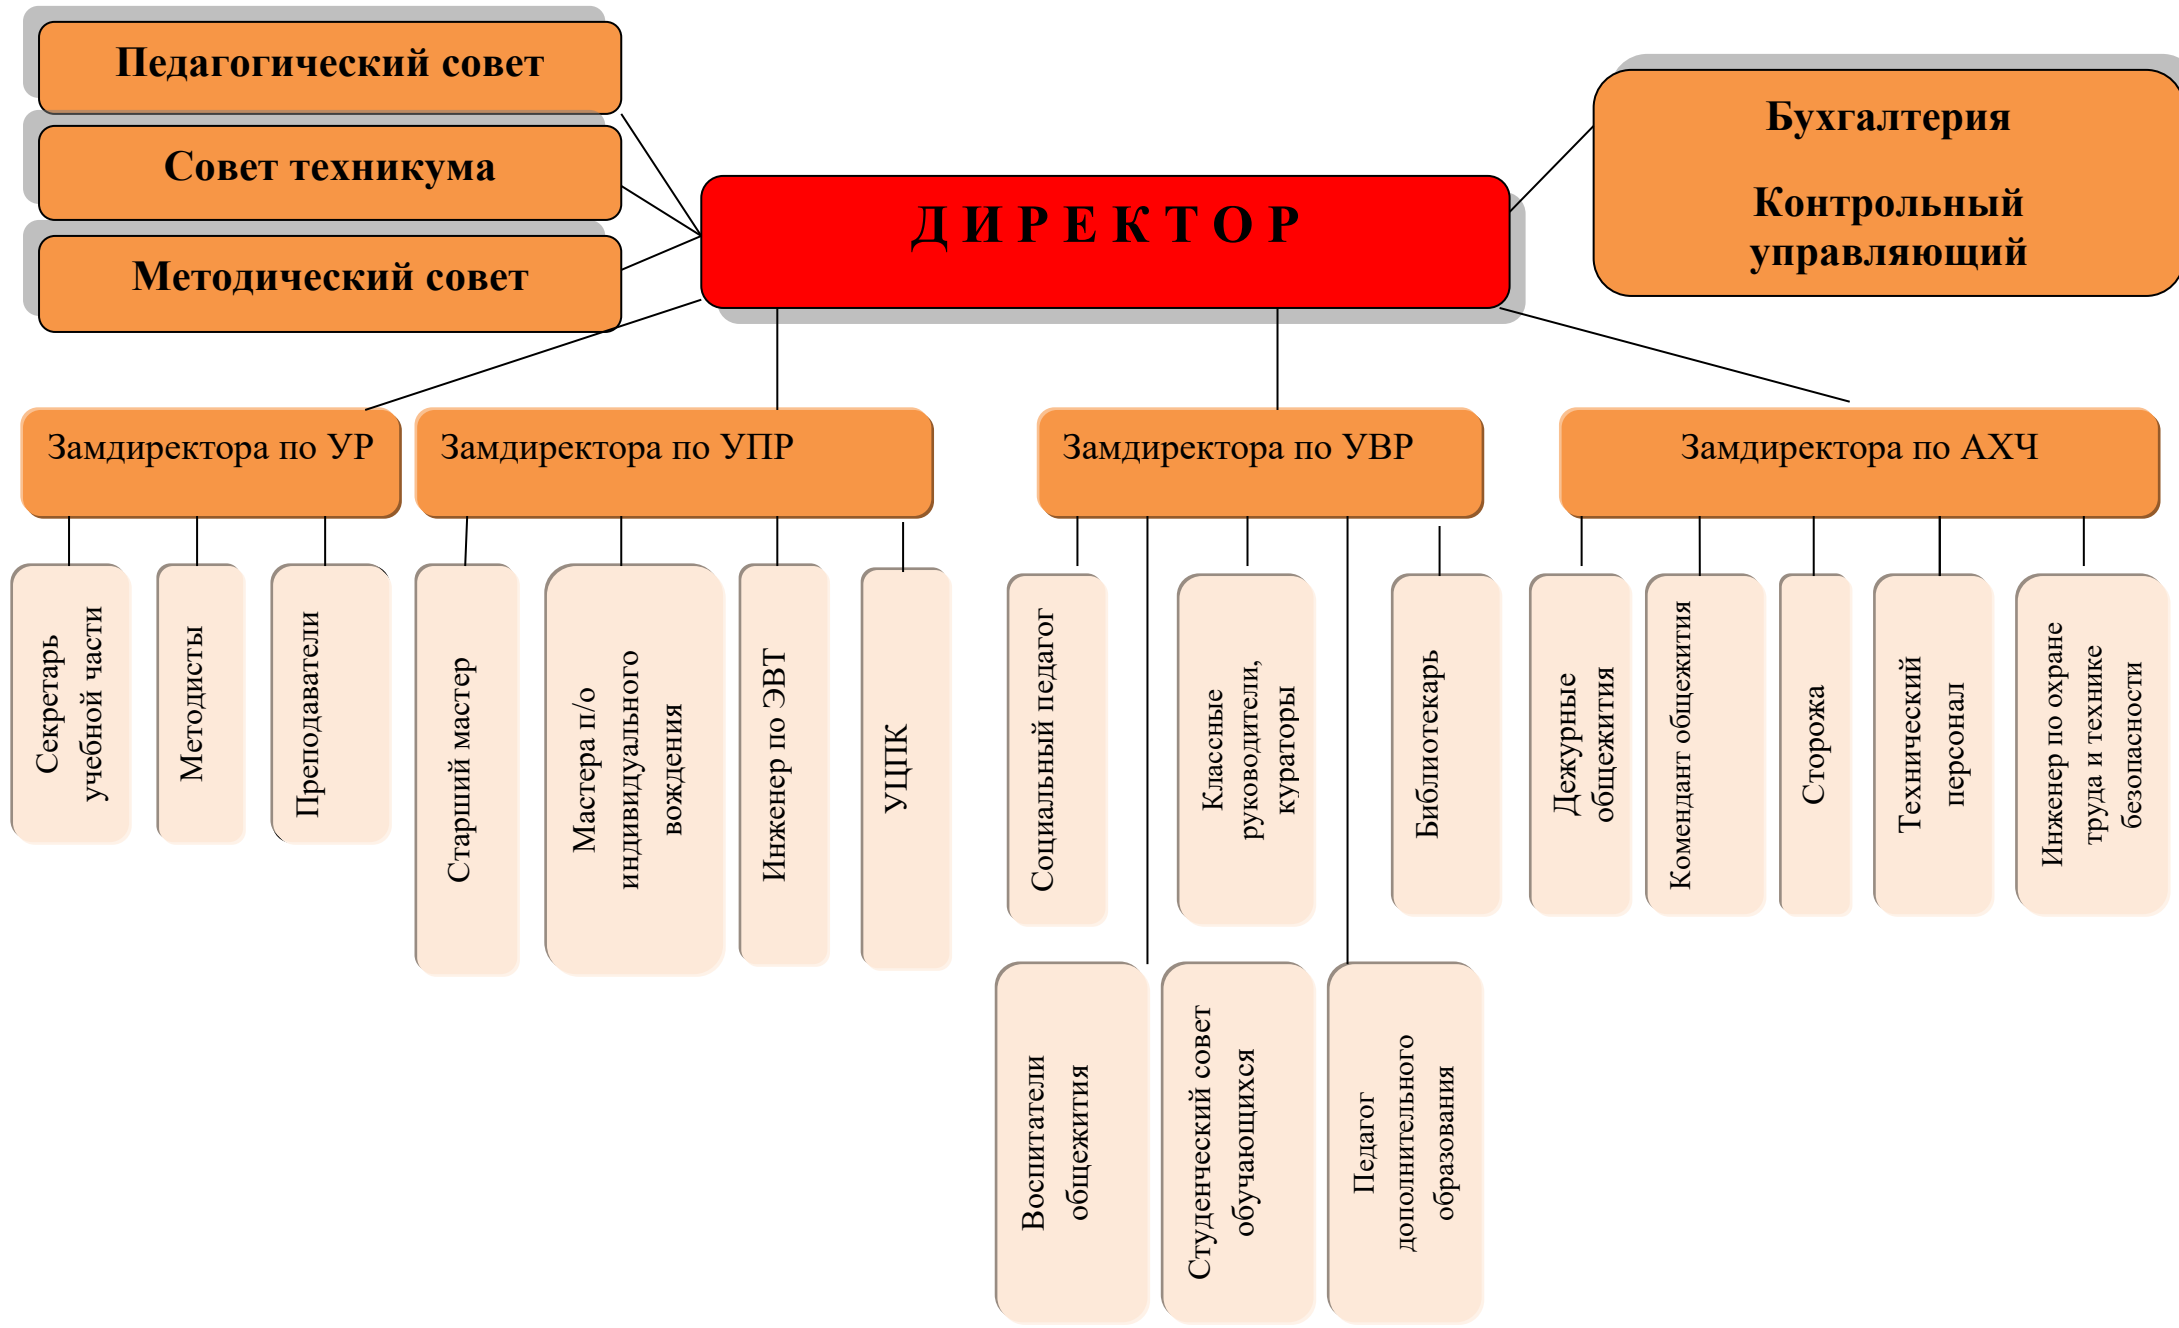 Педагогический совет
Совет техникума
Методический совет
Д И Р Е К Т О Р
Бухгалтерия
Контрольный
управляющий
Замдиректора по УР
Замдиректора по УПР
Замдиректора по УВР
Замдиректора по АХЧ
Секретарь
учебной части
Методисты
Преподаватели
Старший мастер
Мастера п/о
индивидуального
вождения
Инженер по ЭВТ
УЦПК
Социальный педагог
Классные
руководители,
кураторы
Библиотекарь
Дежурные
общежития
Комендант общежития
Сторожа
Технический
персонал
Инженер по охране
труда и технике
безопасности
Воспитатели
общежития
Студенческий совет
обучающихся
Педагог
дополнительного
образования